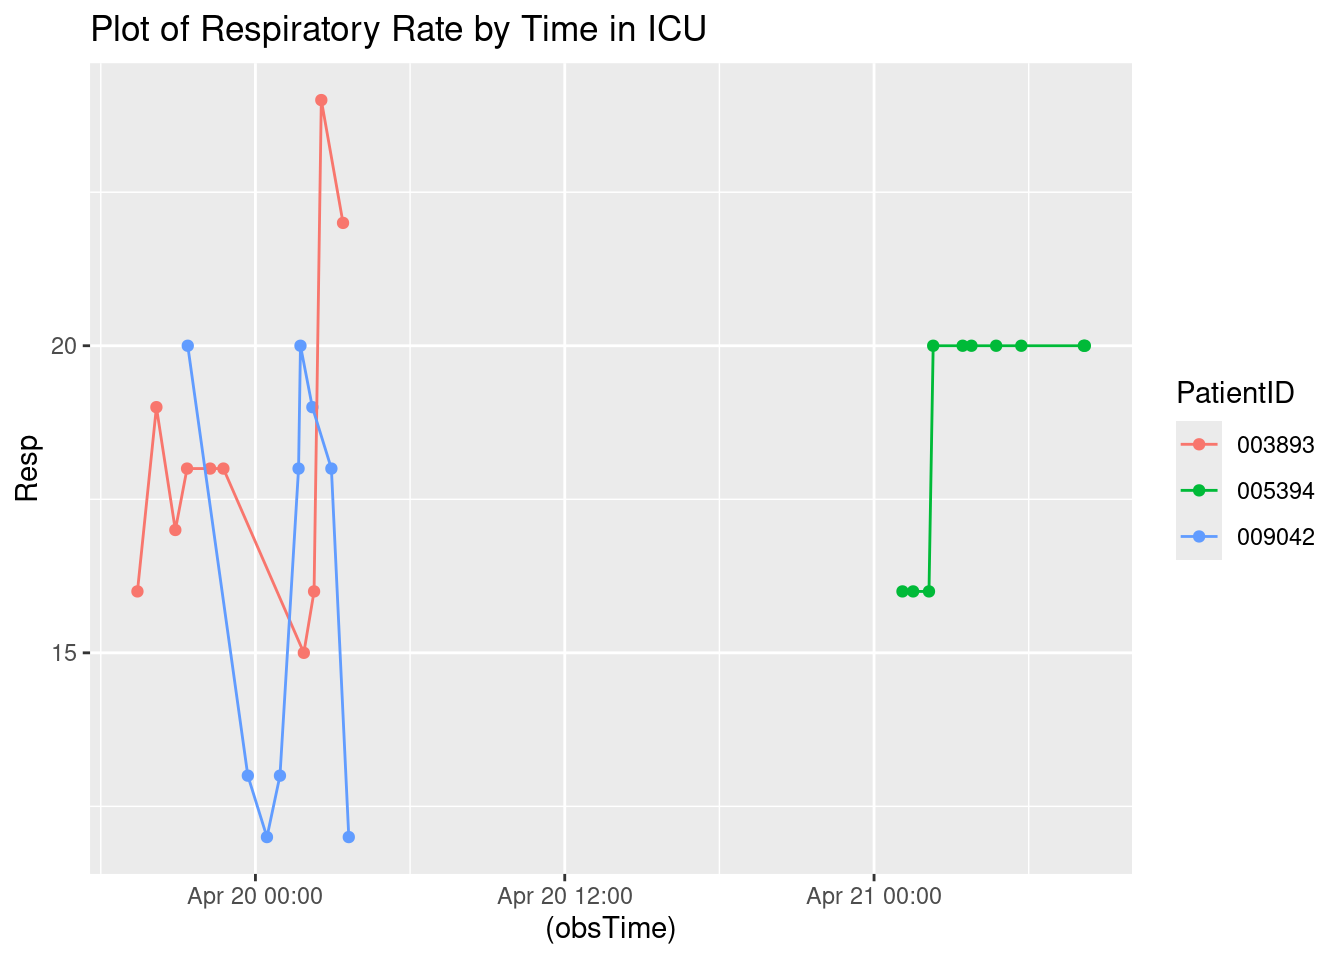 Plot of Respiratory Rate by Time in ICU
Resp
20
15
Apr 20 00:00
Apr 20 12:00
Apr 21 00:00
(obsTime)
PatientID
003893
005394
009042